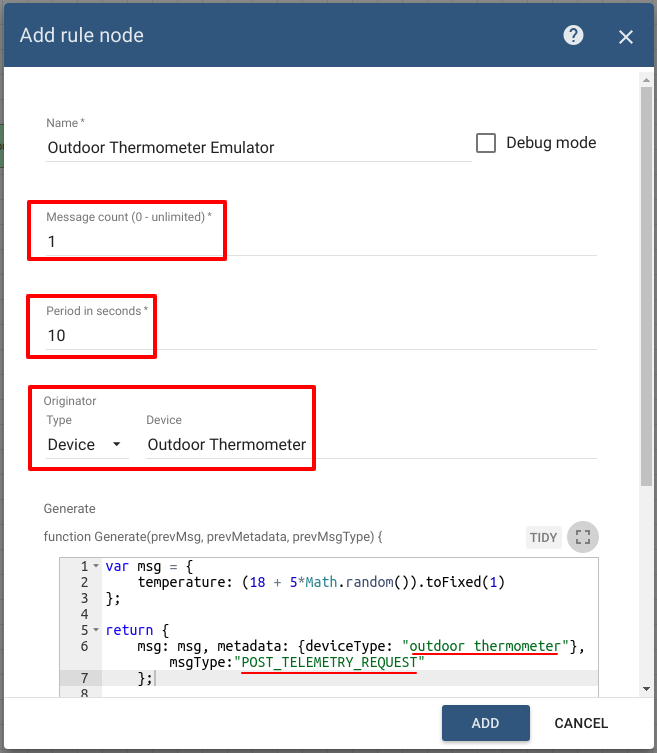 Add rule node
Name *
Outdoor Thermometer Emulator
Debug mode
Message count (0 - unlimited) *
1
Period in seconds *
10
Originator
Type Device
Device Outdoor Thermometer
Generate
function Generate(prevMsg, prevMetadata, prevMsgType) {
TIDY
1 var msg = {
2 temperature: (18 + 5*Math.random()).toFixed(1)
3 };
4
5 return {
6 msg: msg, metadata: {deviceType: "outdoor thermometer"},
msgType:"POST_TELEMETRY_REQUEST"
7 };
8
ADD
CANCEL